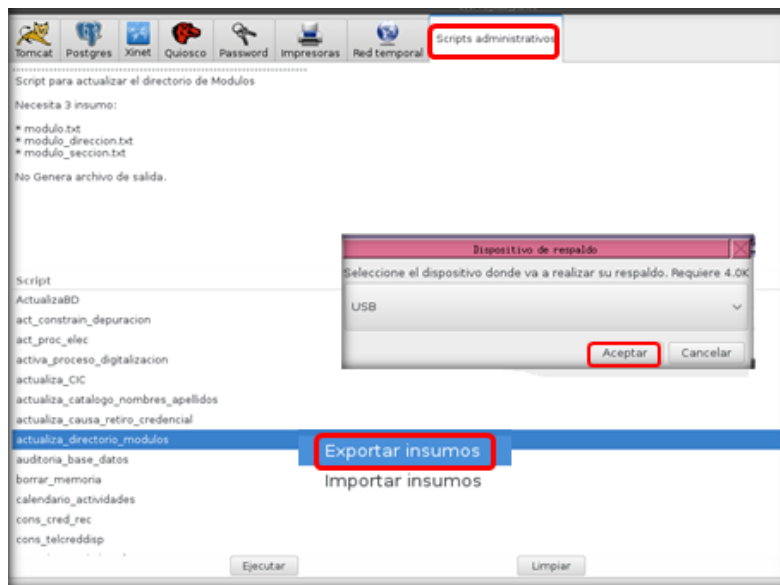 Tomcat Postgres Xinet Quiosco Password Impresoras Red temporal Scripts administrativos
Script para actualizar el directorio de Modulos
Necesita 3 insumo:
* modulo.txt
* modulo_direccion.txt
* modulo_seccion.txt
No Genera archivo de salida.
Dispositivo de respaldo
Seleccione el dispositivo donde va a realizar su respaldo. Requiere 4.0K
USB
Aceptar Cancelar
Script
ActualizaBD
act_constrain_depuracion
act_proc_elec
activa_proceso_digitalizacion
actualiza_CIC
actualiza_catalogo_nombres_apellidos
actualiza_causa_retiro_credencial
actualiza_directorio_modulos
auditoria_base_datos
borrar_memoria
calendario_actividades
cons_cred_rec
cons_telcreddisp
Exportar insumos
Importar insumos
Ejecutar Limpiar